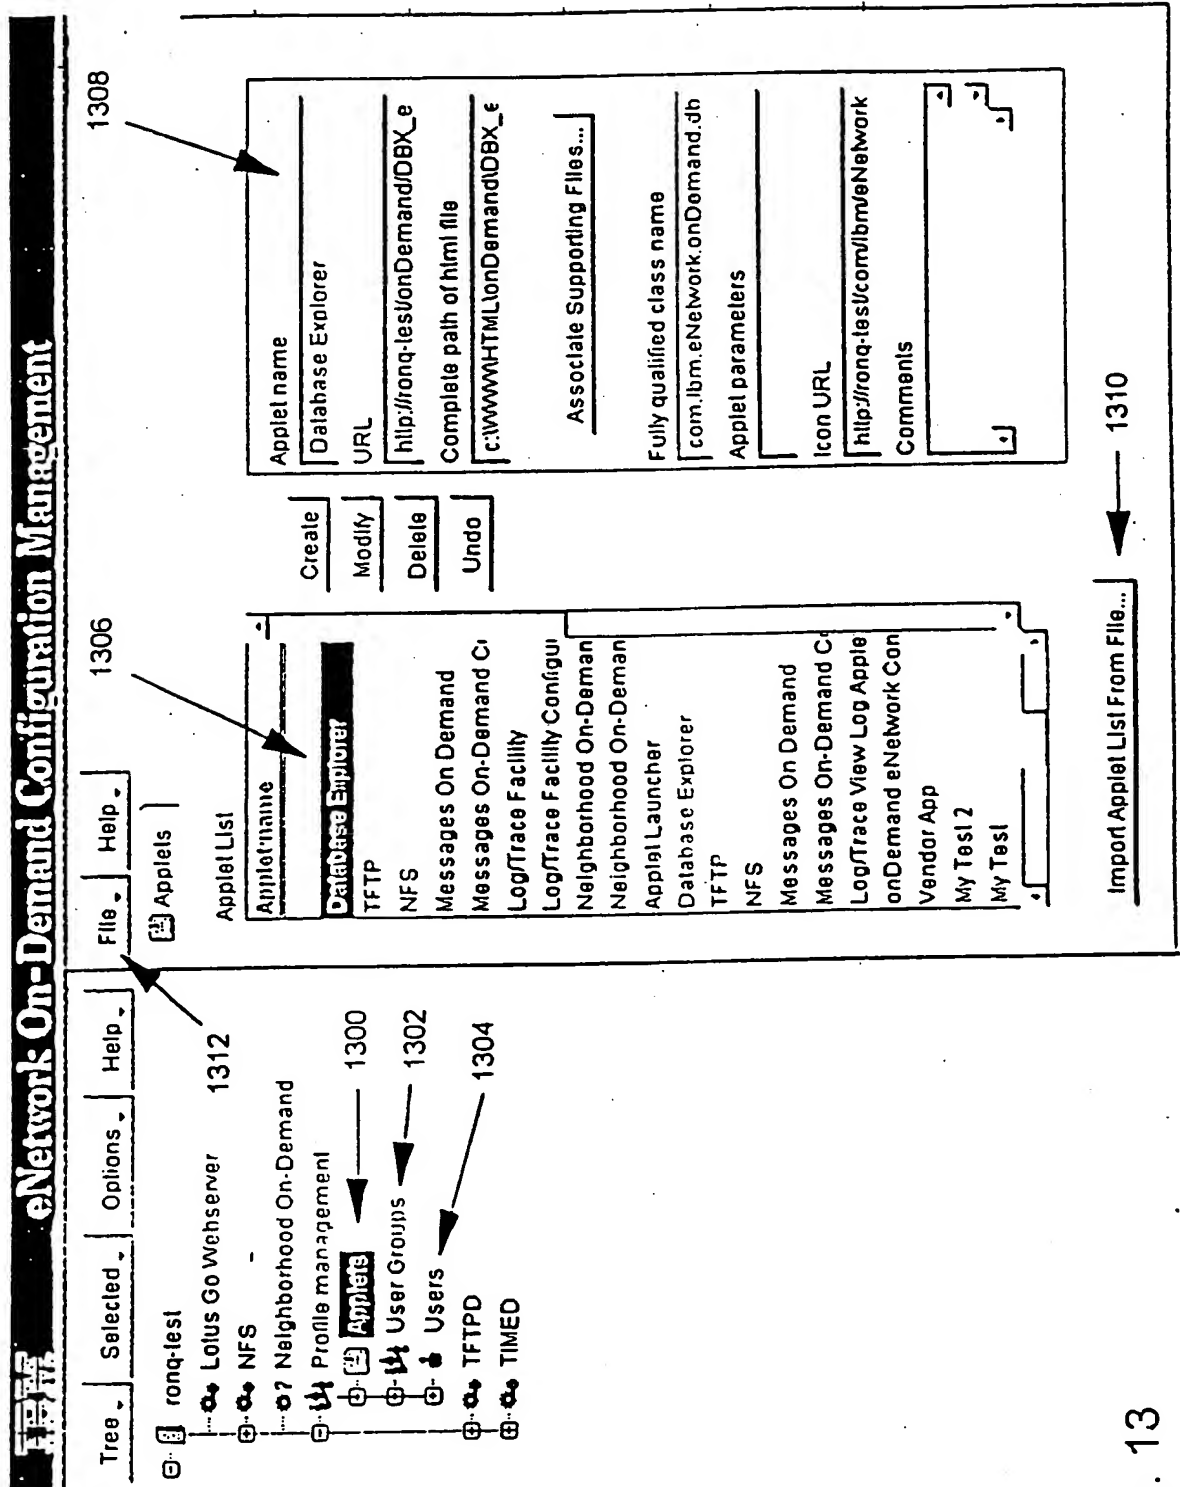 IBM
eNetwork On-Demand Configuration Management
Tree
Selected
Options
Help
File
Help
ronq-test
Lotus Go Webserver
NFS
? Neighborhood On-Demand
Profile management
Applets
User Groups
Users
TFTPD
TIMED
1312
1300
1302
1304
Applets
Applet List
Applet name
Database Explorer
TFTP
NFS
Messages On Demand
Messages On-Demand C
Log/Trace Facility
Log/Trace Facility Configu
Neighborhood On-Deman
Neighborhood On-Deman
Applet Launcher
Database Explorer
TFTP
NFS
Messages On Demand
Messages On-Demand C
Log/Trace View Log Apple
onDemand eNetwork Con
Vendor App
My Test 2
My Test
Import Applet List From File...
1306
1310
Create
Modify
Delete
Undo
1308
Applet name
Database Explorer
URL
http://ronq-test/onDemand/DBX_e
Complete path of html file
c:\WWW\HTML\onDemand\DBX_e
Associate Supporting Files...
Fully qualified class name
com.ibm.eNetwork.onDemand.db
Applet parameters
Icon URL
http://ronq-test/com/ibm/eNetwork
Comments
. 13